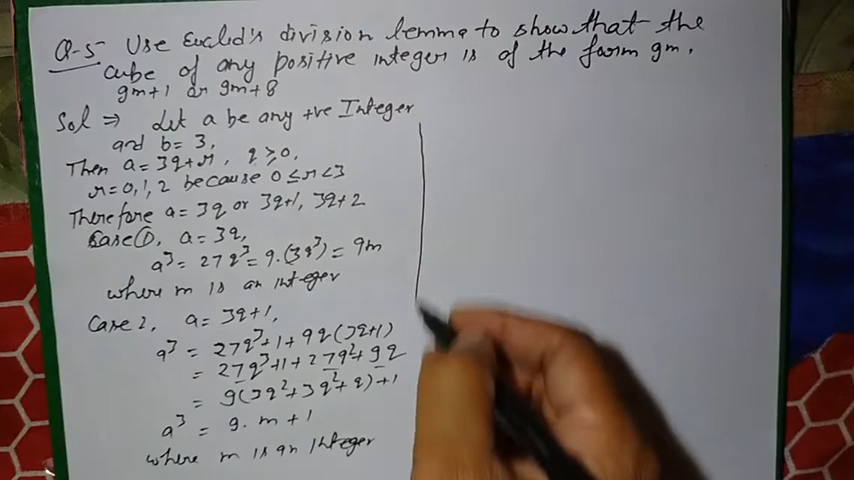 Q-5 Use Euclid's division lemma to show that the
cube of any positive integer is of the form 9m,
9m+1 or 9m+8
Sol ⇒ Let a be any +ve Integer
and b = 3,
Then a = 3q+r, q ≥ 0,
r = 0, 1, 2 because 0 ≤ r < 3
Therefore a = 3q or 3q+1, 3q+2
Case ①, a = 3q,
a³ = 27q³ = 9.(3q³) = 9m
where m is an integer
Case 2, a = 3q+1,
a³ = 27q³+1+9q(3q+1)
= 27q³+1+27q²+9q
= 9(3q²+3q²+q)+1
a³ = 9.m+1
where m is an Integer